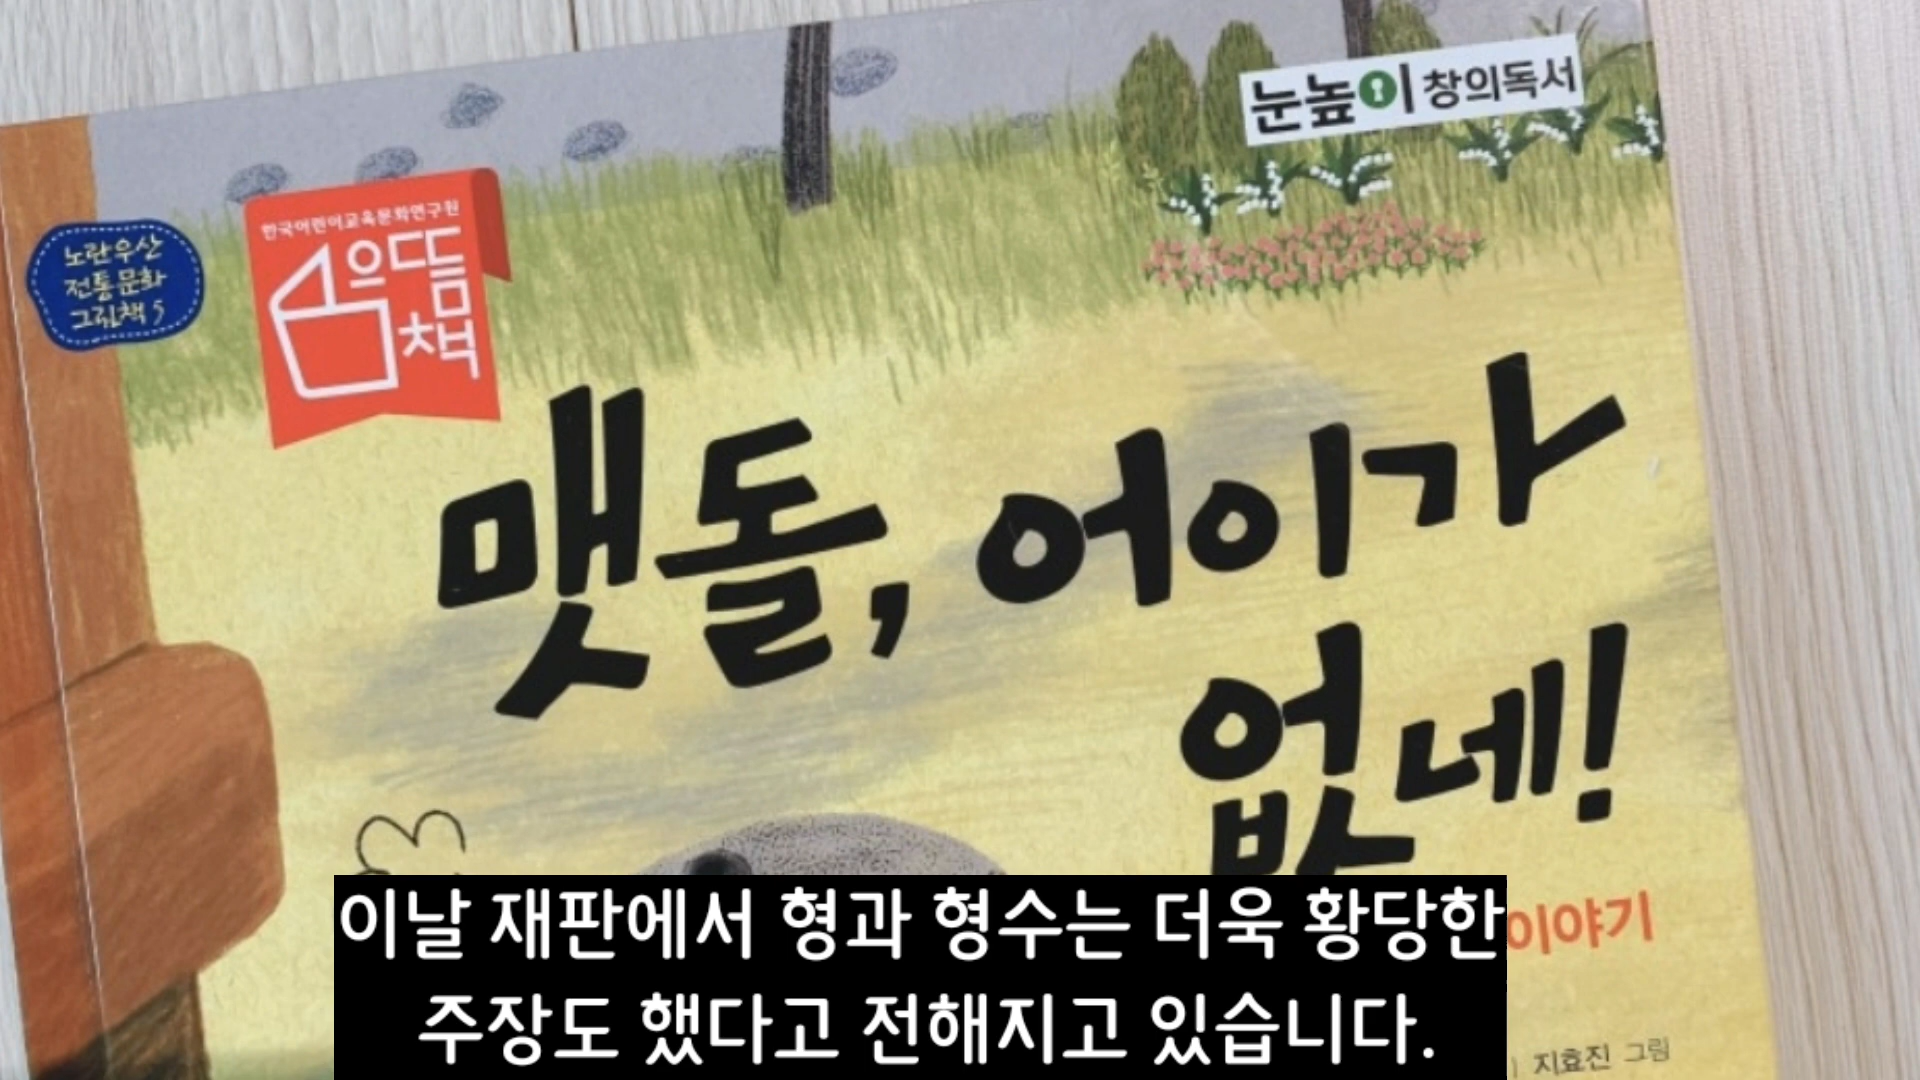 눈높이 창의독서
한국어린이교육문화연구원
으뜸
책
노란우산
전통문화
그림책 5
맷돌, 어이가
없네!
이야기
지효진 그림
이날 재판에서 형과 형수는 더욱 황당한
주장도 했다고 전해지고 있습니다.